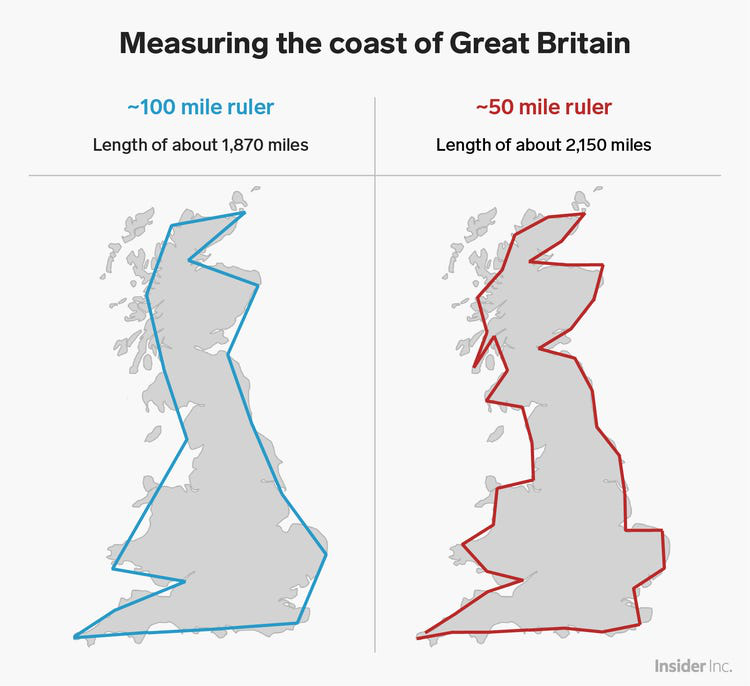 Measuring the coast of Great Britain
~100 mile ruler
Length of about 1,870 miles
~50 mile ruler
Length of about 2,150 miles
Insider Inc.